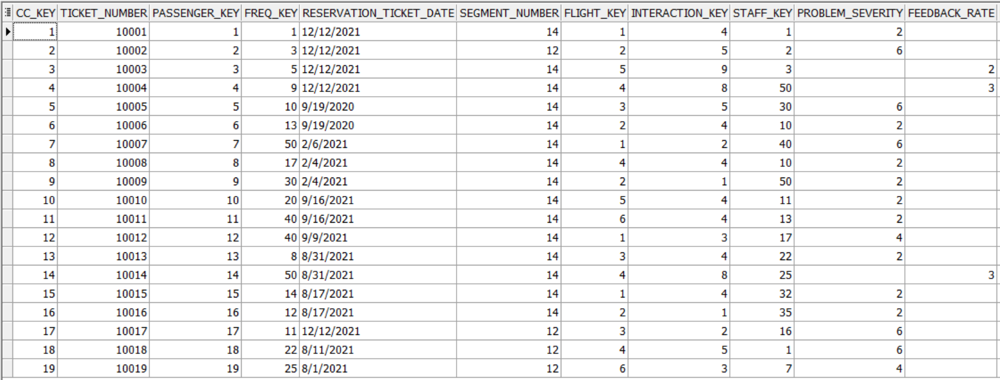 CC_KEY TICKET_NUMBER PASSENGER_KEY FREQ_KEY RESERVATION_TICKET_DATE SEGMENT_NUMBER FLIGHT_KEY INTERACTION_KEY STAFF_KEY PROBLEM_SEVERITY FEEDBACK_RATE
1 10001 1 1 12/12/2021 14 1 4 1 2
2 10002 2 3 12/12/2021 12 2 5 2 6
3 10003 3 5 12/12/2021 14 5 9 3 2
4 10004 4 9 12/12/2021 14 4 8 50 3
5 10005 5 10 9/19/2020 14 3 5 30 6
6 10006 6 13 9/19/2020 14 2 4 10 2
7 10007 7 50 2/6/2021 14 1 2 40 6
8 10008 8 17 2/4/2021 14 4 4 10 2
9 10009 9 30 2/4/2021 14 2 1 50 2
10 10010 10 20 9/16/2021 14 5 4 11 2
11 10011 11 40 9/16/2021 14 6 4 13 2
12 10012 12 40 9/9/2021 14 1 3 17 4
13 10013 13 8 8/31/2021 14 3 4 22 2
14 10014 14 50 8/31/2021 14 4 8 25 3
15 10015 15 14 8/17/2021 14 1 4 32 2
16 10016 16 12 8/17/2021 14 2 1 35 2
17 10017 17 11 12/12/2021 12 3 2 16 6
18 10018 18 22 8/11/2021 12 4 5 1 6
19 10019 19 25 8/1/2021 12 6 3 7 4